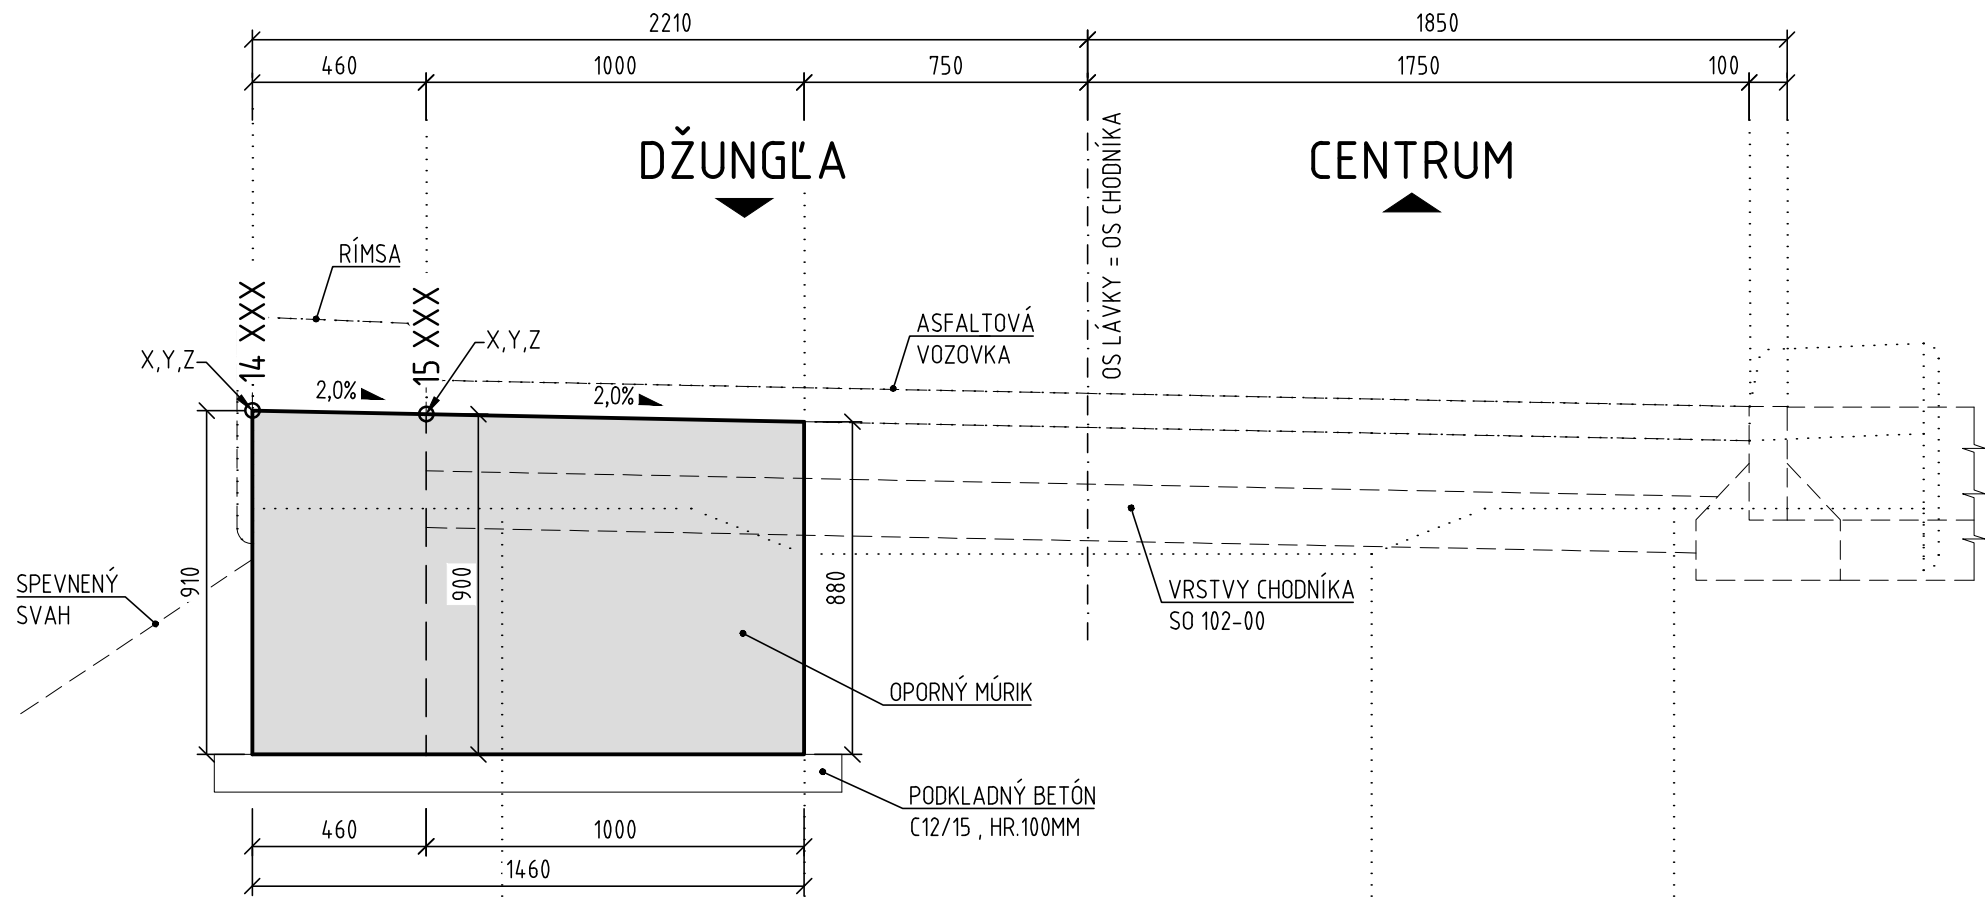 2210
1850
460
1000
750
1750
100
DŽUNGĽA
CENTRUM
OS LÁVKY = OS CHODNÍKA
RÍMSA
14 XXX
15 XXX
X,Y,Z
X,Y,Z
ASFALTOVÁ
VOZOVKA
2,0%
2,0%
910
900
880
SPEVNENÝ
SVAH
VRSTVY CHODNÍKA
SO 102-00
OPORNÝ MÚRIK
PODKLADNÝ BETÓN
C12/15 , HR.100MM
460
1000
1460